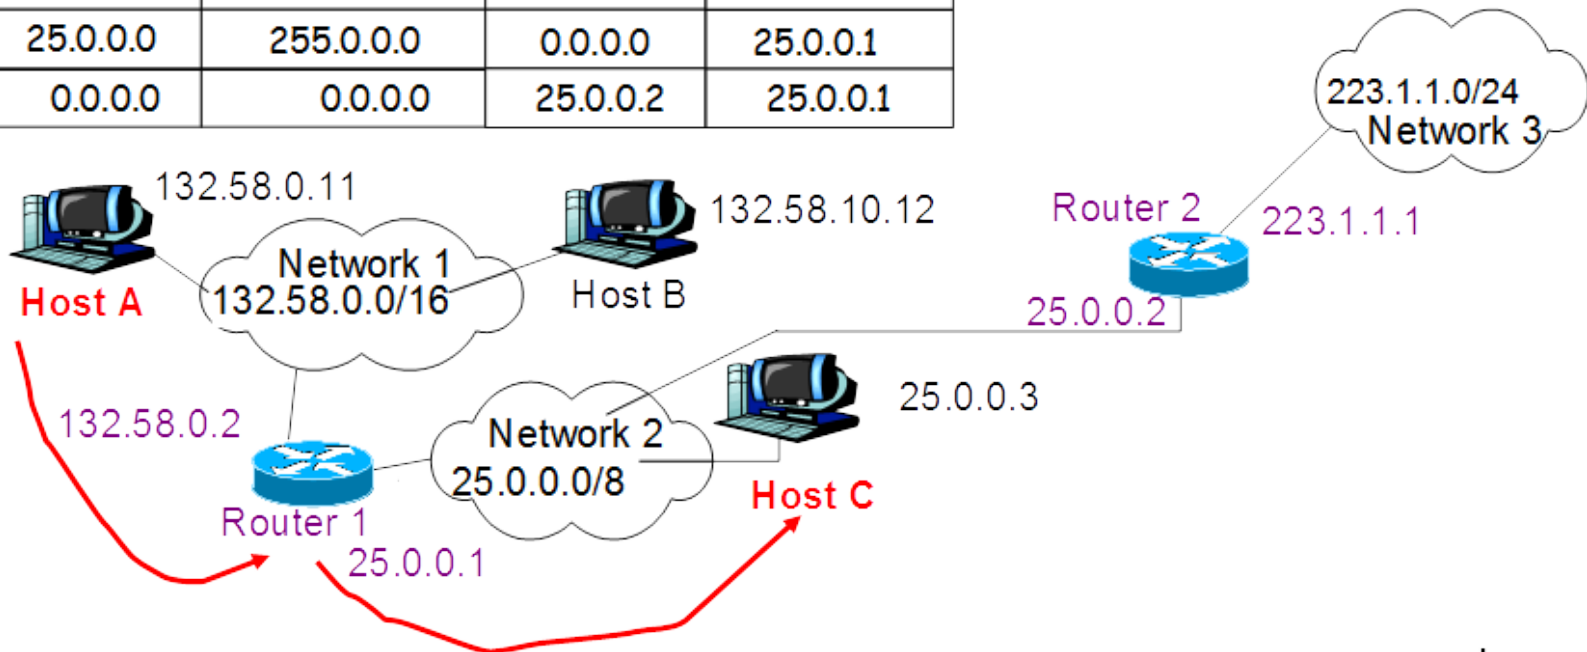 25.0.0.0 255.0.0.0 0.0.0.0 25.0.0.1
0.0.0.0 0.0.0.0 25.0.0.2 25.0.0.1
223.1.1.0/24
Network 3
132.58.0.11
132.58.10.12
Router 2
223.1.1.1
Network 1
132.58.0.0/16
Host A
Host B
25.0.0.2
25.0.0.3
132.58.0.2
Network 2
25.0.0.0/8
Host C
Router 1
25.0.0.1